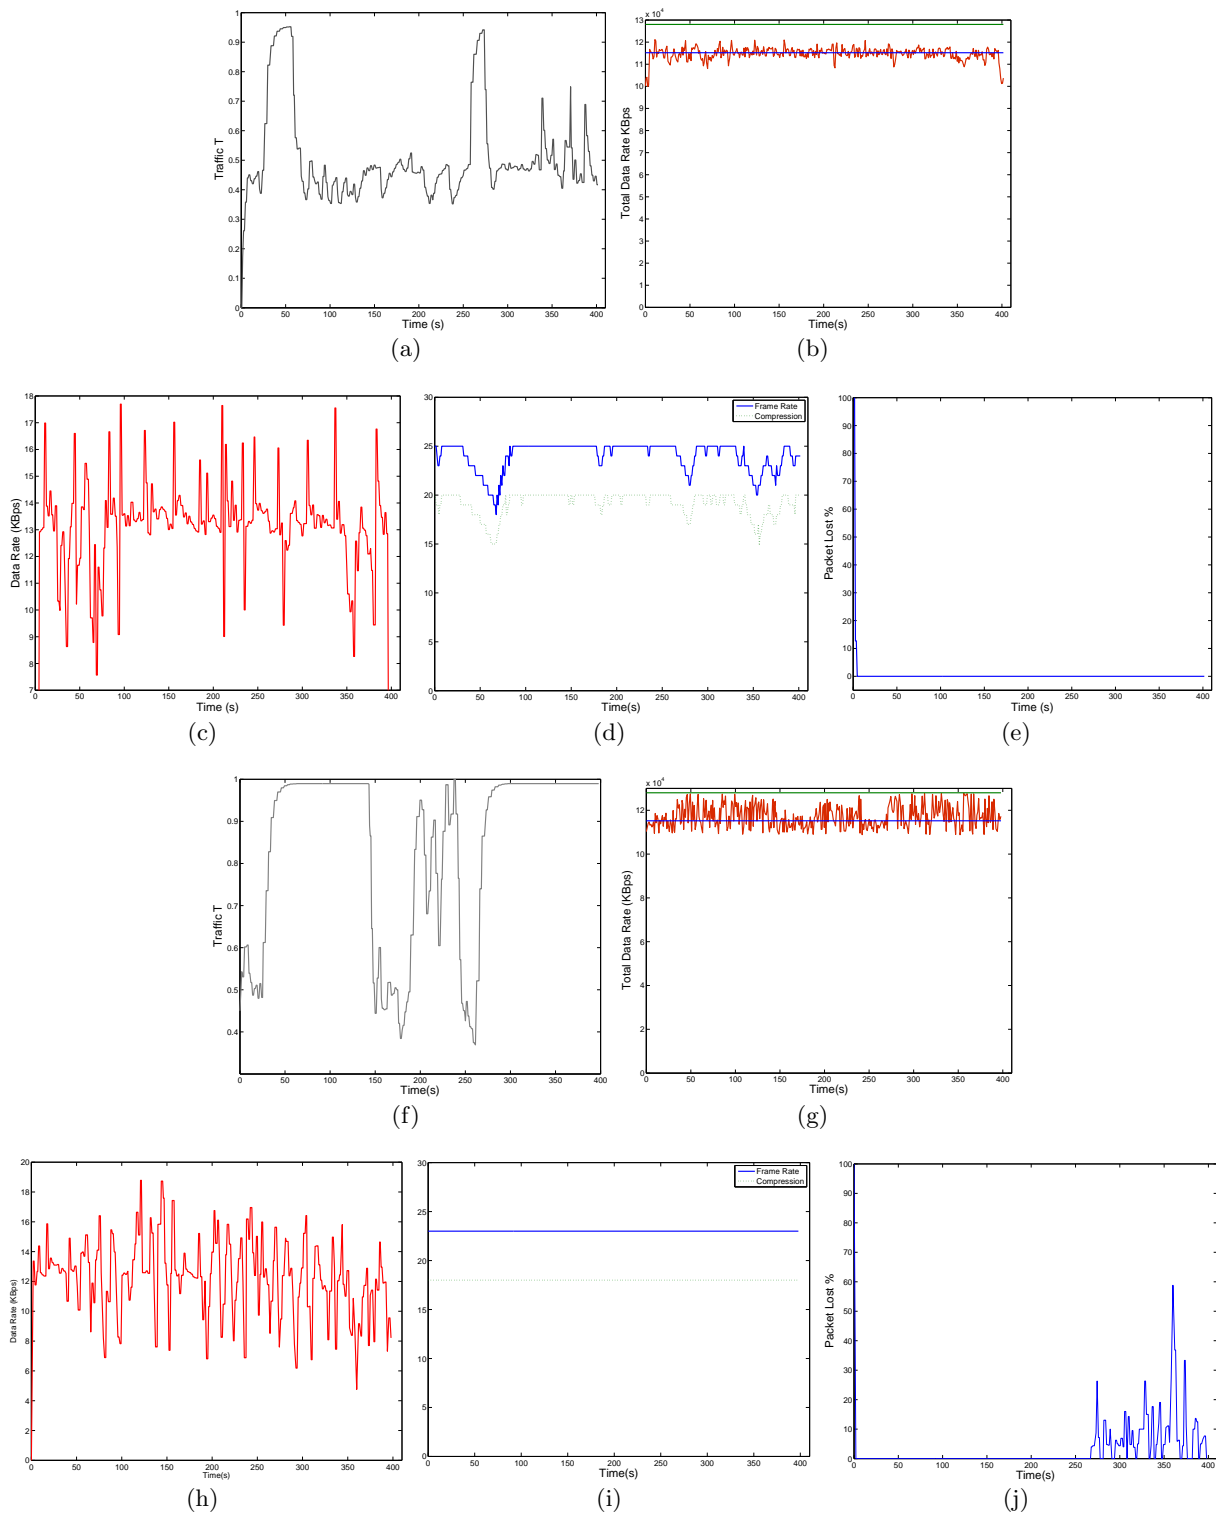 1
0.9
0.8
0.7
0.6
0.5
0.4
0.3
0.2
0.1
0
Traffic T
0 50 100 150 200 250 300 350 400
Time (s)
(a)
x 10^4
13
12
11
10
9
8
7
6
5
4
3
2
1
0
Total Data Rate KBps
0 50 100 150 200 250 300 350 400
Time(s)
(b)
18
17
16
15
14
13
12
11
10
9
8
7
Data Rate (KBps)
0 50 100 150 200 250 300 350 400
Time (s)
(c)
30
25
20
15
10
5
0
Frame Rate
Compression
0 50 100 150 200 250 300 350 400
Time(s)
(d)
100
90
80
70
60
50
40
30
20
10
0
Packet Lost %
0 50 100 150 200 250 300 350 400
Time (s)
(e)
1
0.9
0.8
0.7
0.6
0.5
0.4
Traffic T
0 50 100 150 200 250 300 350 400
Time(s)
(f)
x 10^4
12
10
8
6
4
2
0
Total Data Rate (KBps)
0 50 100 150 200 250 300 350 400
Time(s)
(g)
20
18
16
14
12
10
8
6
4
2
0
Data Rate (KBps)
0 50 100 150 200 250 300 350 400
Time(s)
(h)
30
25
20
15
10
5
0
Frame Rate
Compression
0 50 100 150 200 250 300 350 400
Time(s)
(i)
100
90
80
70
60
50
40
30
20
10
0
Packet Lost %
0 50 100 150 200 250 300 350 400
Time(s)
(j)